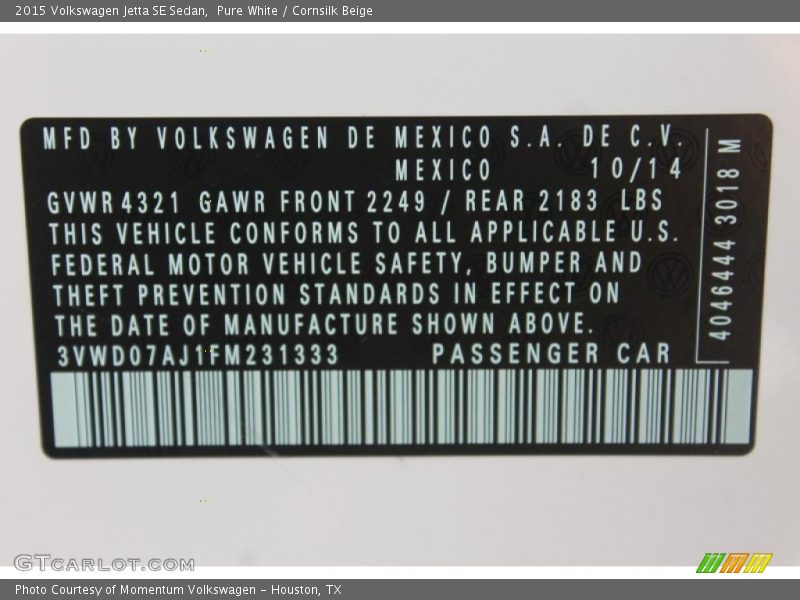 2015 Volkswagen Jetta SE Sedan,  Pure White / Cornsilk Beige
MFD BY VOLKSWAGEN DE MEXICO S.A. DE C.V.
MEXICO 10/14
GVWR 4321 GAWR FRONT 2249 / REAR 2183 LBS
THIS VEHICLE CONFORMS TO ALL APPLICABLE U.S.
FEDERAL MOTOR VEHICLE SAFETY, BUMPER AND
THEFT PREVENTION STANDARDS IN EFFECT ON
THE DATE OF MANUFACTURE SHOWN ABOVE.
3VWD07AJ1FM231333 PASSENGER CAR
4046444 3018 M
GTCARLOT.COM
Photo Courtesy of Momentum Volkswagen - Houston, TX